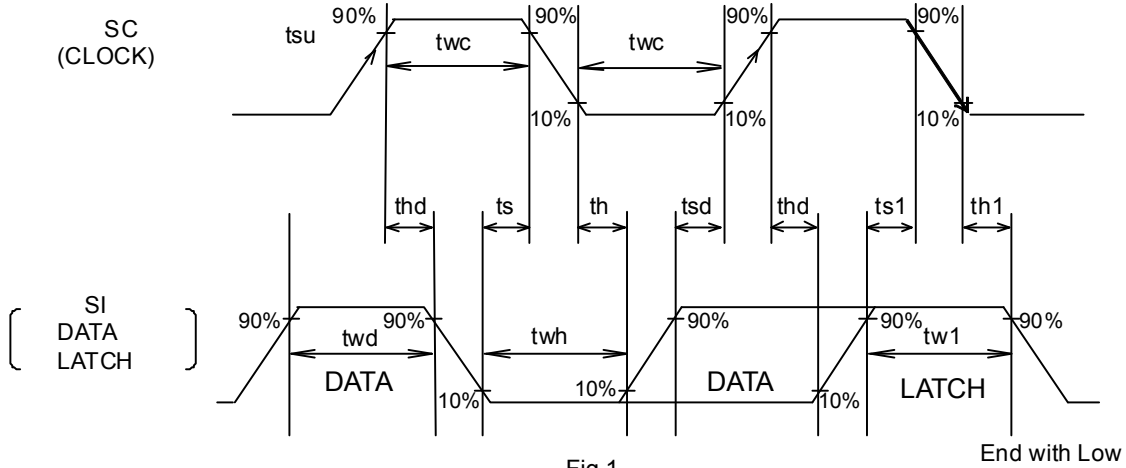 SC
(CLOCK)
tsu
90%
twc
90%
twc
90%
90%
10%
10%
10%
thd
ts
th
tsd
thd
ts1
th1
SI
DATA
LATCH
90%
twd
90%
twh
90%
90%
tw1
90%
DATA
10%
10%
DATA
10%
LATCH
Fig.1
End with Low